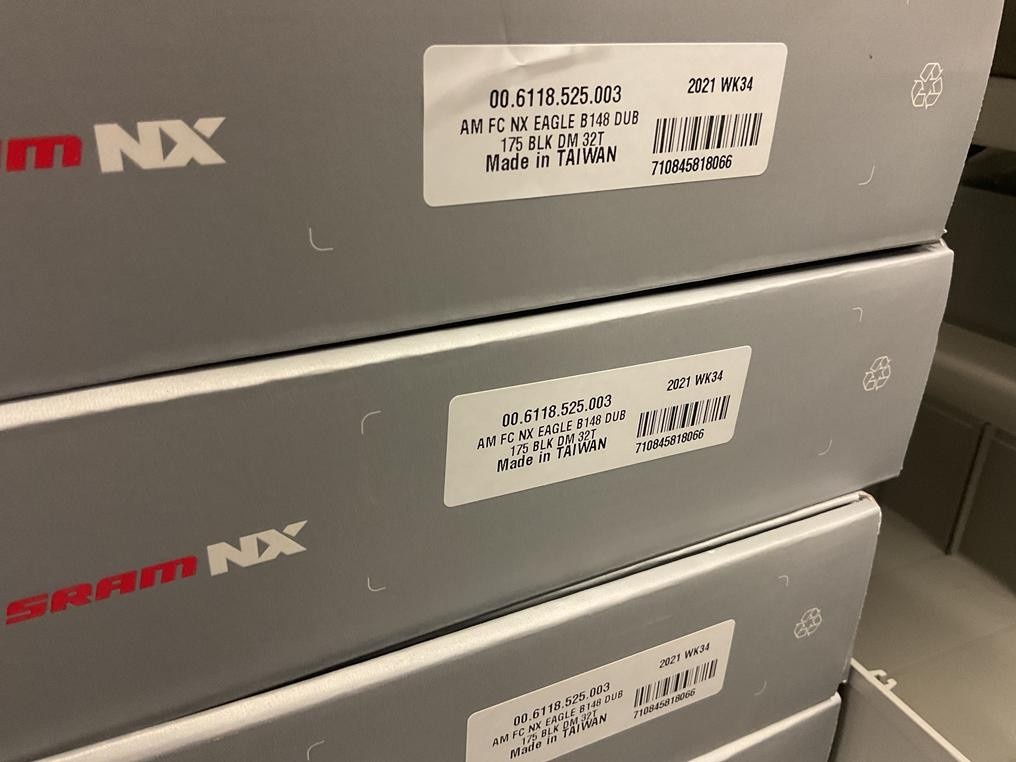 m NX
00.6118.525.003
2021 WK34
AM FC NX EAGLE B148 DUB
175 BLK DM 32T
Made in TAIWAN
710845818066
SRAM NX
00.6118.525.003
2021 WK34
AM FC NX EAGLE B148 DUB
175 BLK DM 32T
Made in TAIWAN
710845818066
00.6118.525.003
2021 WK34
AM FC NX EAGLE B148 DUB
175 BLK DM 32T
Made in TAIWAN
710845818066